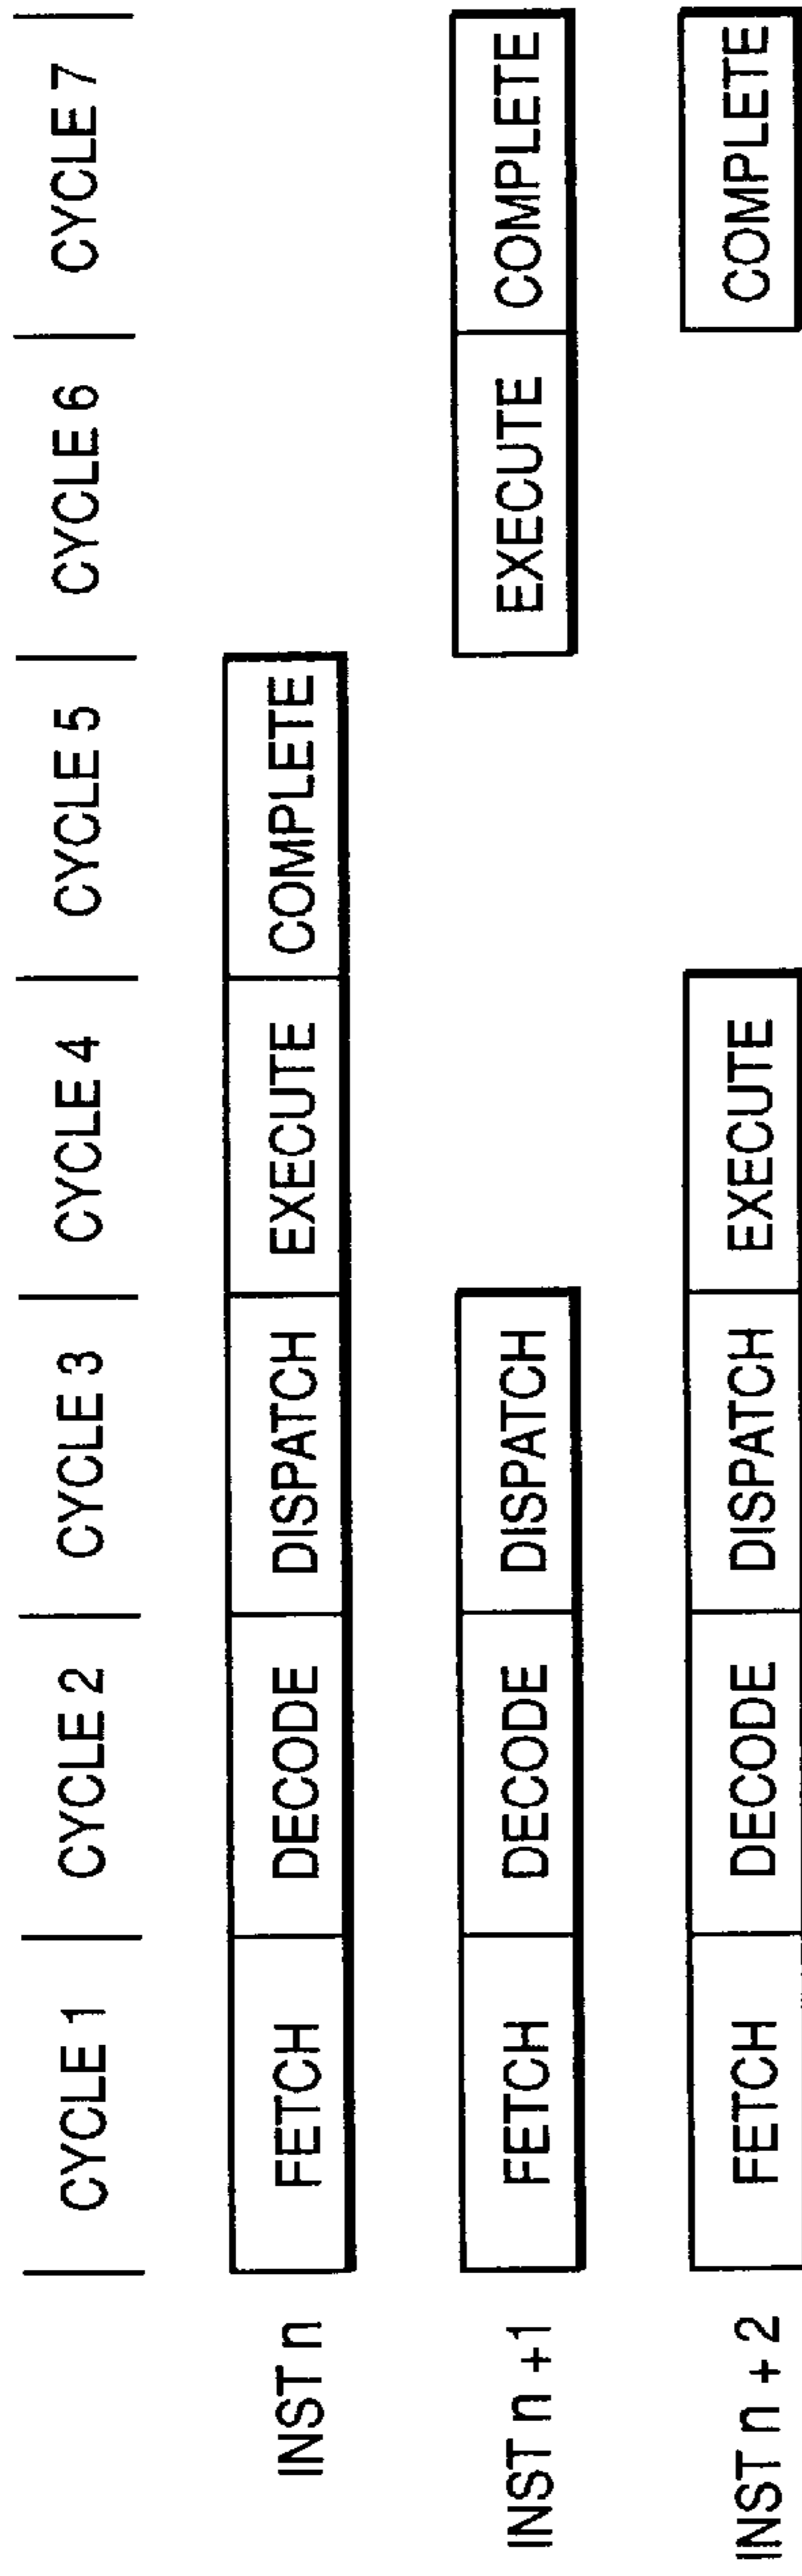 CYCLE 1 CYCLE 2 CYCLE 3 CYCLE 4 CYCLE 5 CYCLE 6 CYCLE 7
INST n FETCH DECODE DISPATCH EXECUTE COMPLETE
INST n +1 FETCH DECODE DISPATCH EXECUTE COMPLETE
INST n + 2 FETCH DECODE DISPATCH EXECUTE COMPLETE